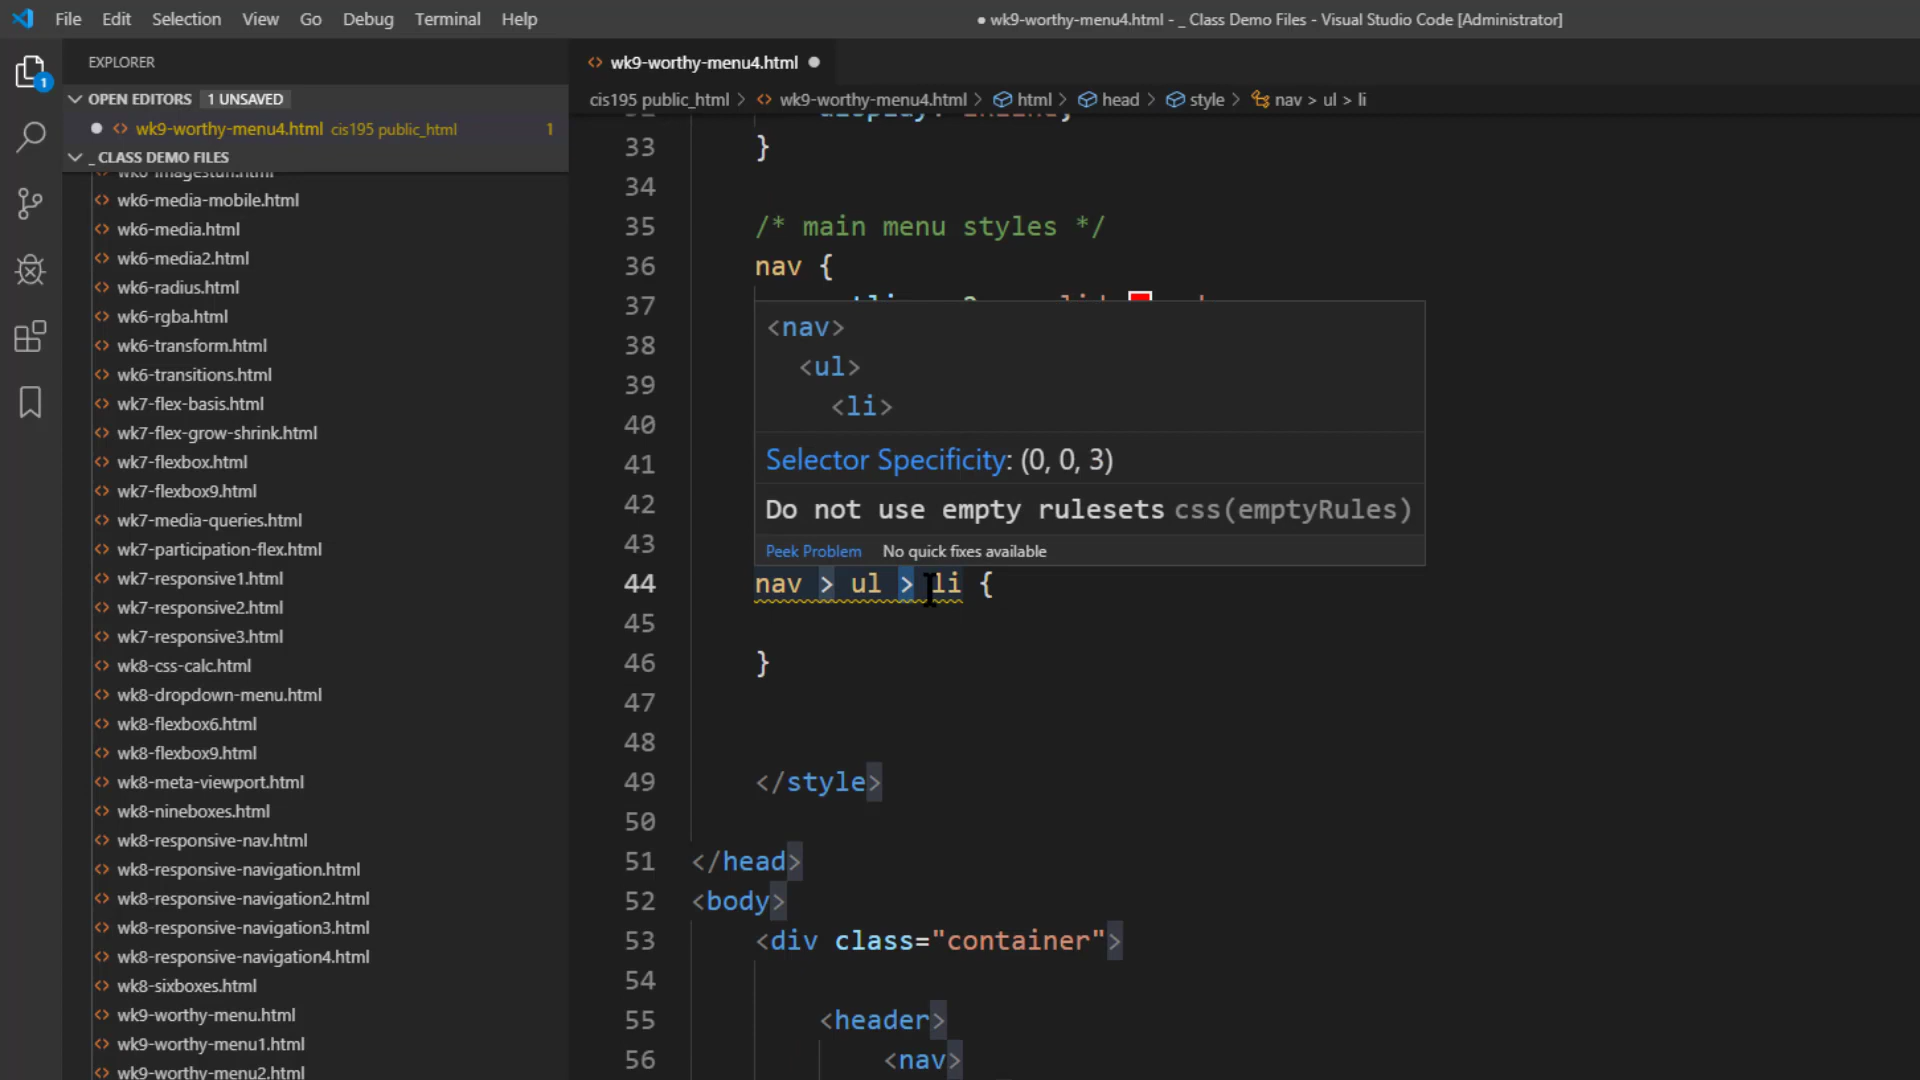 File Edit Selection View Go Debug Terminal Help
● wk9-worthy-menu4.html - _ Class Demo Files - Visual Studio Code [Administrator]
EXPLORER
OPEN EDITORS 1 UNSAVED
wk9-worthy-menu4.html cis195 public_html 1
_ CLASS DEMO FILES
wk6-imagestuff.html
wk6-media-mobile.html
wk6-media.html
wk6-media2.html
wk6-radius.html
wk6-rgba.html
wk6-transform.html
wk6-transitions.html
wk7-flex-basis.html
wk7-flex-grow-shrink.html
wk7-flexbox.html
wk7-flexbox9.html
wk7-media-queries.html
wk7-participation-flex.html
wk7-responsive1.html
wk7-responsive2.html
wk7-responsive3.html
wk8-css-calc.html
wk8-dropdown-menu.html
wk8-flexbox6.html
wk8-flexbox9.html
wk8-meta-viewport.html
wk8-nineboxes.html
wk8-responsive-nav.html
wk8-responsive-navigation.html
wk8-responsive-navigation2.html
wk8-responsive-navigation3.html
wk8-responsive-navigation4.html
wk8-sixboxes.html
wk9-worthy-menu.html
wk9-worthy-menu1.html
wk9-worthy-menu2.html
1
wk9-worthy-menu4.html ●
cis195 public_html > wk9-worthy-menu4.html > html > head > style > nav > ul > li
display: inline;
33 }
34
35 /* main menu styles */
36 nav {
37
38
39
40
41
42
43
<nav>
<ul>
<li>
Selector Specificity: (0, 0, 3)
Do not use empty rulesets css(emptyRules)
Peek Problem No quick fixes available
44 nav > ul > li {
45
46 }
47
48
49 </style>
50
51 </head>
52 <body>
53 <div class="container">
54
55 <header>
56 <nav>